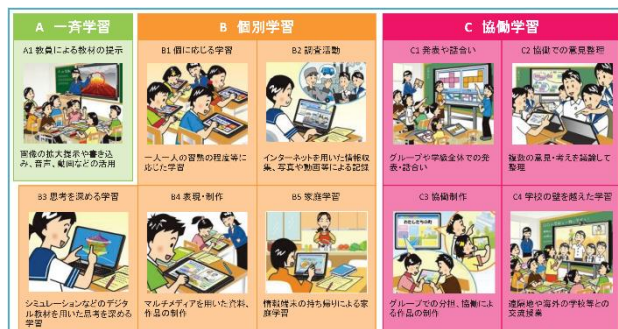 A 一斉学習
B 個別学習
C 協働学習
A1 教員による教材の提示
画像の拡大提示や書き込
み、音声、動画などの活用
B1 個に応じる学習
一人一人の習熟の程度等に
応じた学習
B2 調査活動
インターネットを用いた情報収
集、写真や動画等による記録
C1 発表や話合い
グループや学級全体での発
表・話合い
C2 協働での意見整理
複数の意見・考えを議論して
整理
B3 思考を深める学習
シミュレーションなどのデジタ
ル教材を用いた思考を深める
学習
B4 表現・制作
マルチメディアを用いた資料、
作品の制作
B5 家庭学習
情報端末の持ち帰りによる家
庭学習
C3 協働制作
グループでの分担、協働によ
る作品の制作
C4 学校の壁を越えた学習
遠隔地や海外の学校等との
交流授業